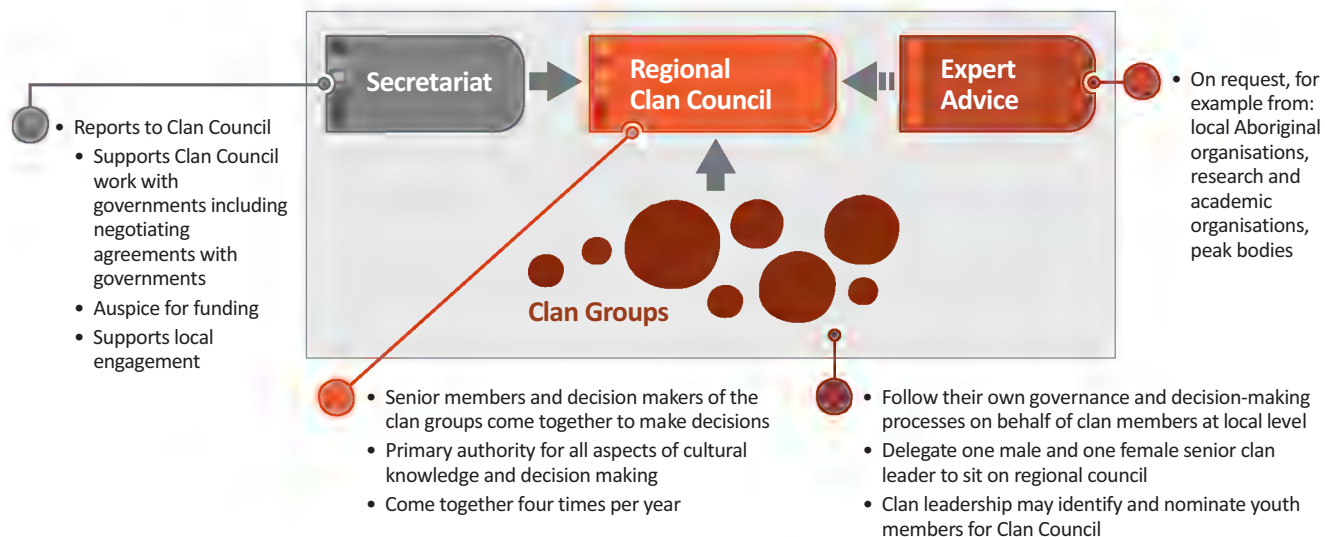 Secretariat
Regional
Clan Council
Expert
Advice
• Reports to Clan Council
• Supports Clan Council
work with
governments including
negotiating
agreements with
governments
• Auspice for funding
• Supports local
engagement
• On request, for
example from:
local Aboriginal
organisations,
research and
academic
organisations,
peak bodies
Clan Groups
• Senior members and decision makers of the
clan groups come together to make decisions
• Primary authority for all aspects of cultural
knowledge and decision making
• Come together four times per year
• Follow their own governance and decision-making
processes on behalf of clan members at local level
• Delegate one male and one female senior clan
leader to sit on regional council
• Clan leadership may identify and nominate youth
members for Clan Council